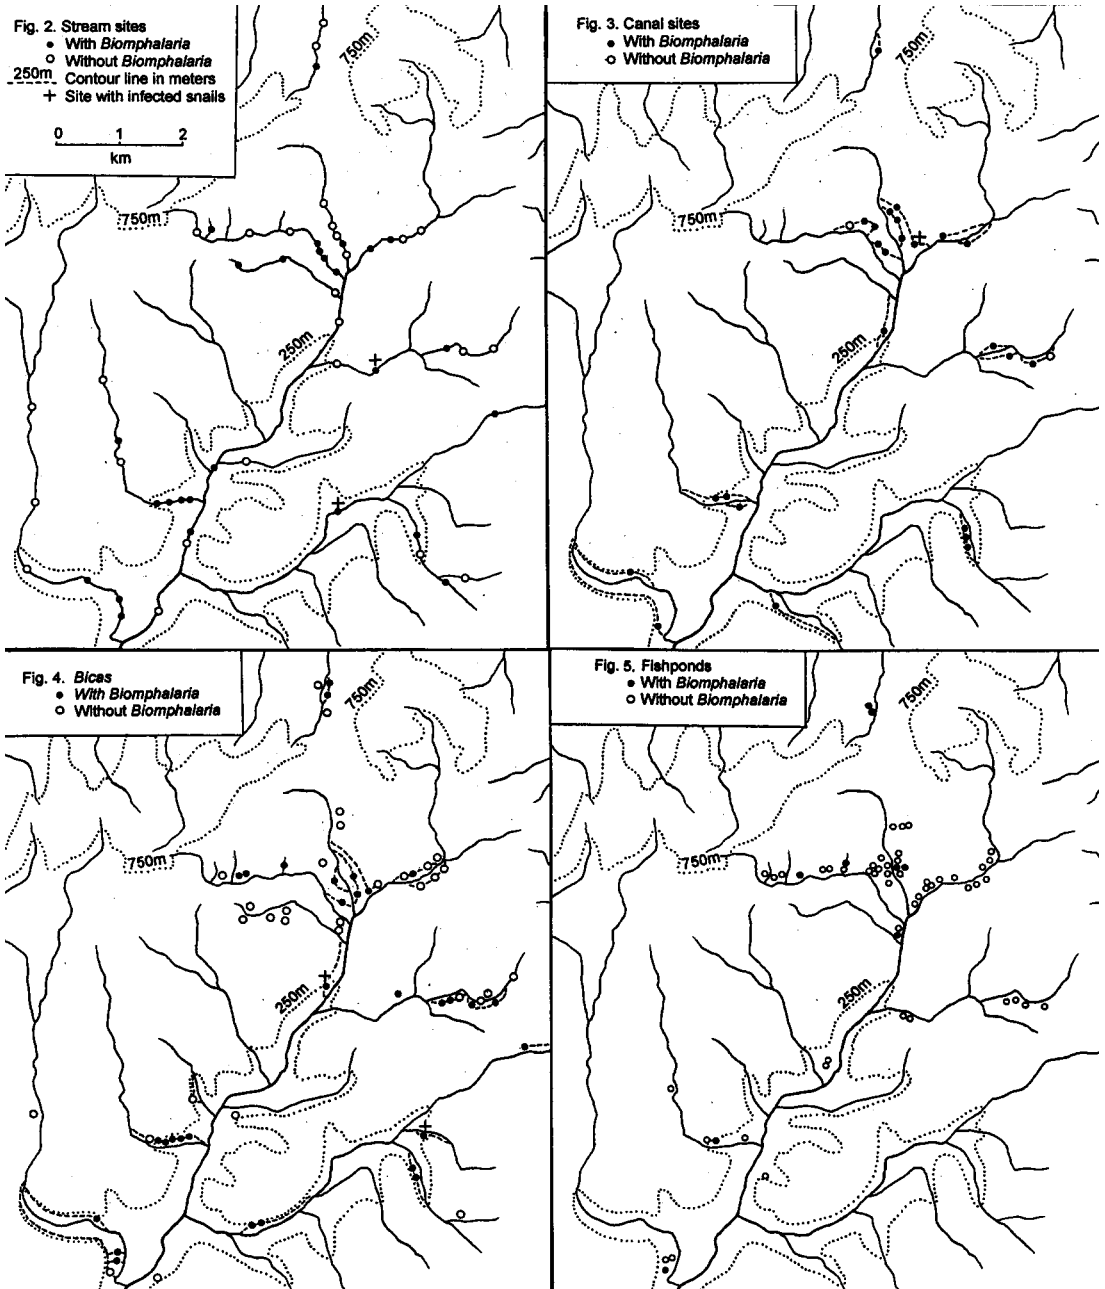 Fig. 2. Stream sites
With Biomphalaria
Without Biomphalaria
250m Contour line in meters
+ Site with infected snails
0 1 2
km
750m
750m
250m
Fig. 3. Canal sites
With Biomphalaria
Without Biomphalaria
750m
750m
250m
Fig. 4. Bicas
With Biomphalaria
Without Biomphalaria
750m
750m
250m
Fig. 5. Fishponds
With Biomphalaria
Without Biomphalaria
750m
750m
250m